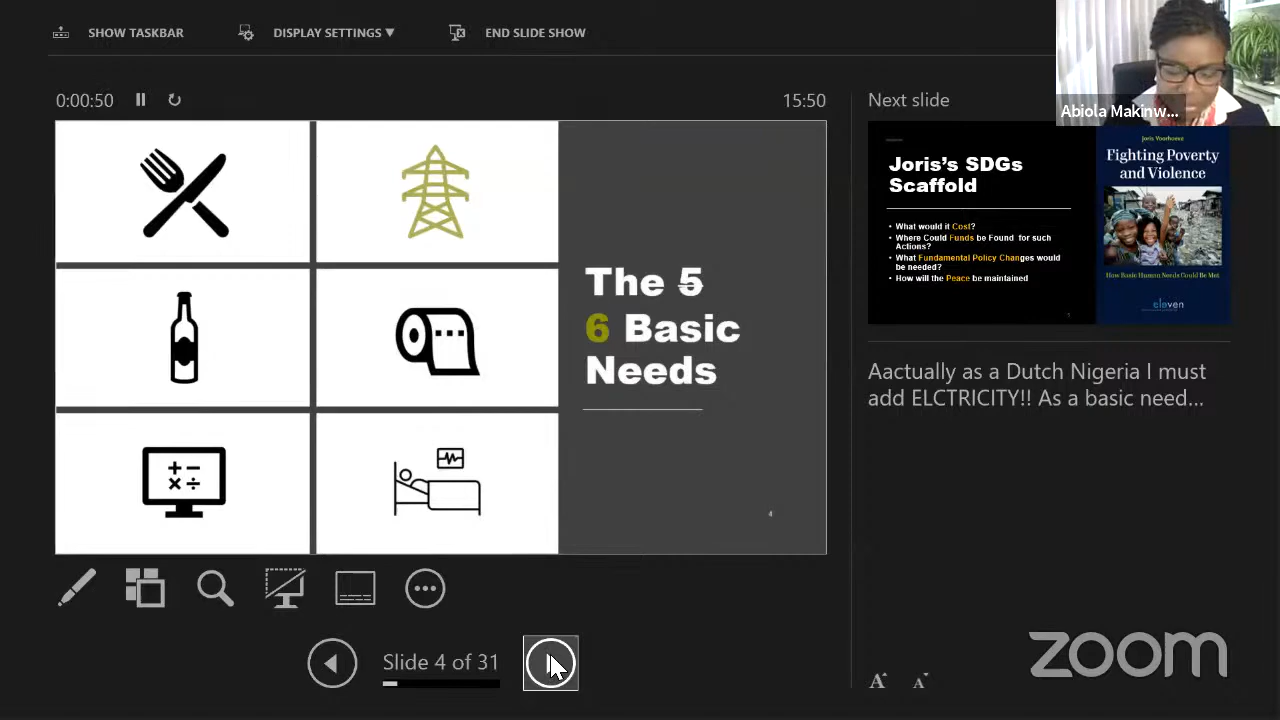 SHOW TASKBAR
DISPLAY SETTINGS ▼
END SLIDE SHOW
Abiola Makinw...
0:00:50
15:50
Next slide
The 5
6 Basic
Needs
4
Joris's SDGs
Scaffold
• What would it Cost?
• Where Could Funds be Found for such
Actions?
• What Fundamental Policy Changes would
be needed?
• How will the Peace be maintained
Joris Voorhoeve
Fighting Poverty
and Violence
How Basic Human Needs Could Be Met
eleven
Aactually as a Dutch Nigeria I must
add ELCTRICITY!! As a basic need...
Slide 4 of 31
A A
zoom